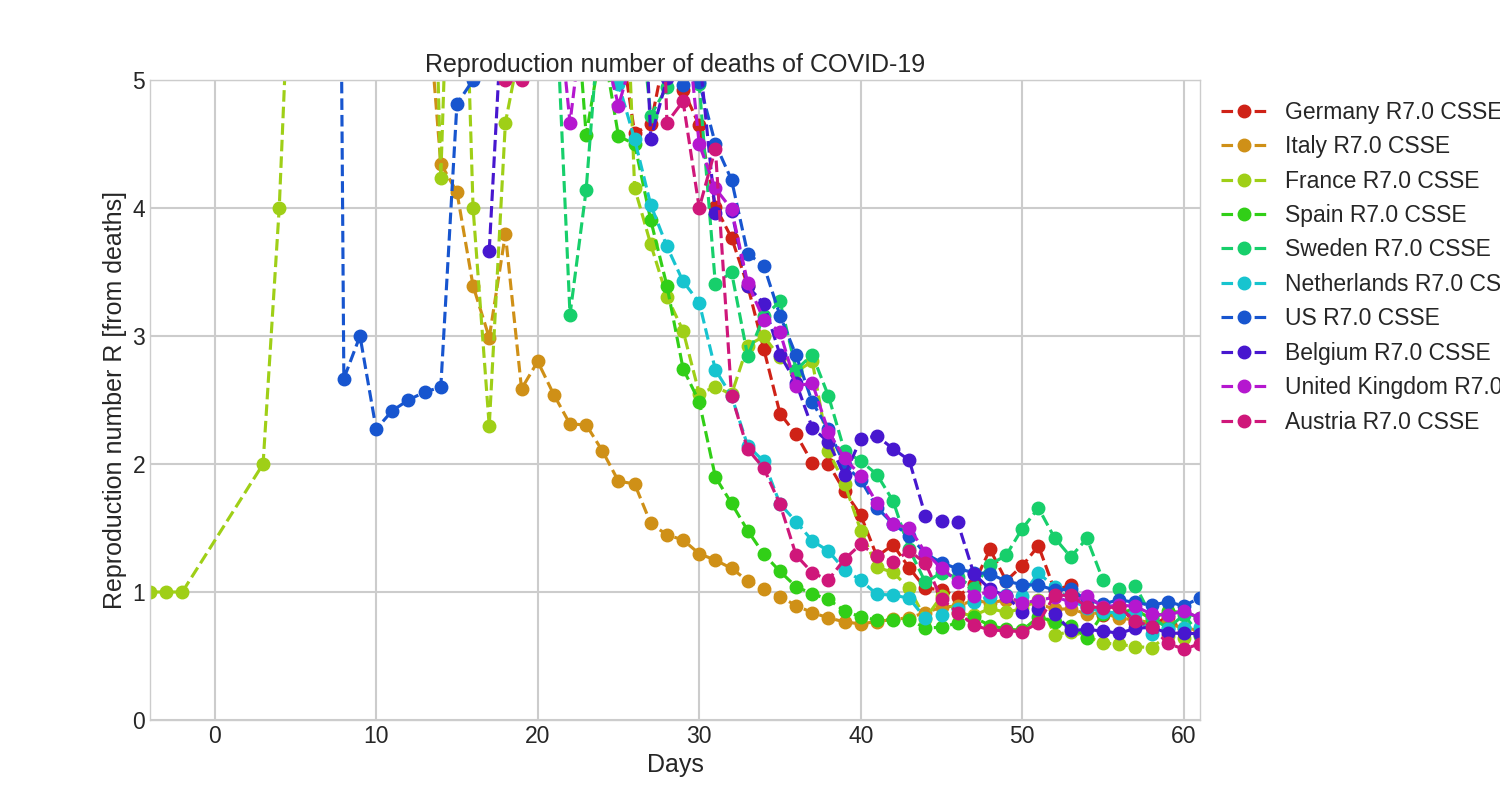 Reproduction number of deaths of COVID-19
Reproduction number R [from deaths]
5
4
3
2
1
0
0 10 20 30 40 50 60
Days
Germany R7.0 CSSE
Italy R7.0 CSSE
France R7.0 CSSE
Spain R7.0 CSSE
Sweden R7.0 CSSE
Netherlands R7.0 CS
US R7.0 CSSE
Belgium R7.0 CSSE
United Kingdom R7.0
Austria R7.0 CSSE